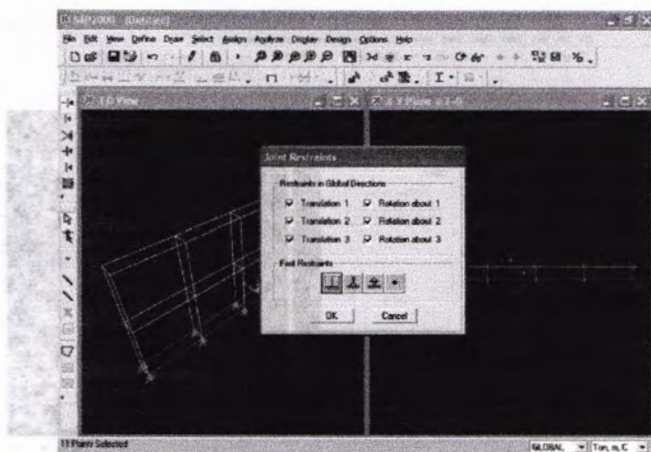 SAP2000 - (Untitled)
File Edit View Define Draw Select Assign Analyze Display Design Options Help
3-D View
X-Y Plane @ Z=0
Joint Restraints
Restraints in Global Directions
Translation 1 Rotation about 1
Translation 2 Rotation about 2
Translation 3 Rotation about 3
Fast Restraints
OK Cancel
11 Points Selected
GLOBAL Ton, m, C